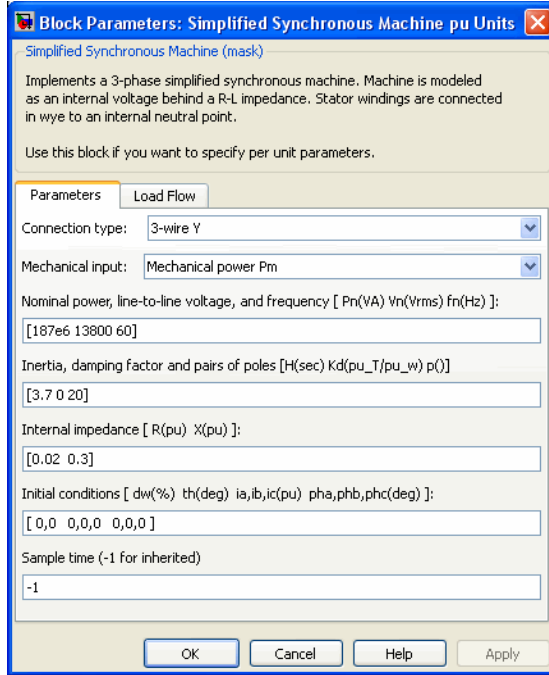 Block Parameters: Simplified Synchronous Machine pu Units
Simplified Synchronous Machine (mask)
Implements a 3-phase simplified synchronous machine. Machine is modeled
as an internal voltage behind a R-L impedance. Stator windings are connected
in wye to an internal neutral point.
Use this block if you want to specify per unit parameters.
Parameters Load Flow
Connection type: 3-wire Y
Mechanical input: Mechanical power Pm
Nominal power, line-to-line voltage, and frequency [ Pn(VA) Vn(Vrms) fn(Hz) ]:
[187e6 13800 60]
Inertia, damping factor and pairs of poles [H(sec) Kd(pu_T/pu_w) p()]
[3.7 0 20]
Internal impedance [ R(pu) X(pu) ]:
[0.02 0.3]
Initial conditions [ dw(%) th(deg) ia,ib,ic(pu) pha,phb,phc(deg) ]:
[ 0,0 0,0,0 0,0,0 ]
Sample time (-1 for inherited)
-1
OK Cancel Help Apply